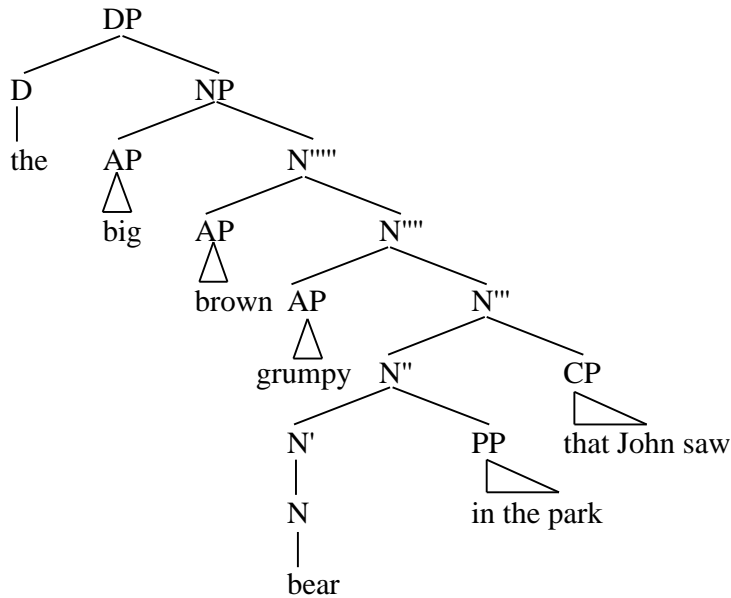 DP
D NP
the AP N'''''
big AP N''''
brown AP N'''
grumpy N'' CP
N' PP that John saw
N in the park
bear